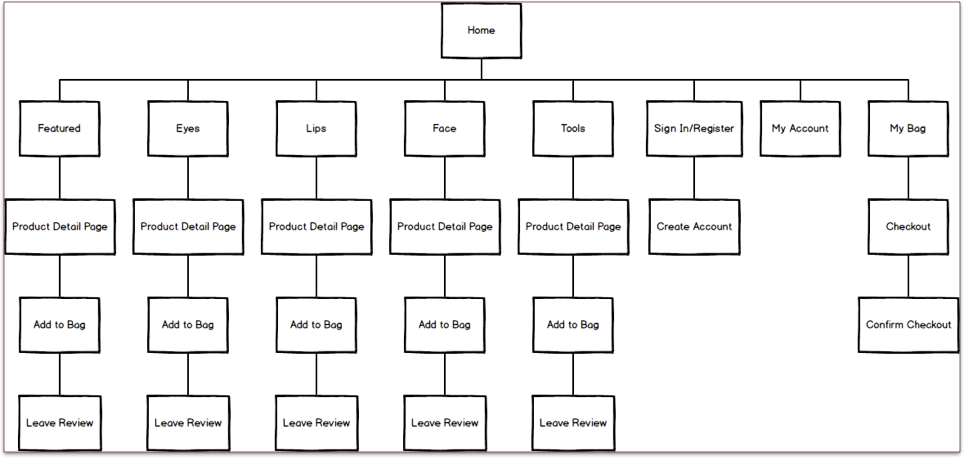 Home
Featured
Eyes
Lips
Face
Tools
Sign In/Register
My Account
My Bag
Product Detail Page
Product Detail Page
Product Detail Page
Product Detail Page
Product Detail Page
Create Account
Checkout
Add to Bag
Add to Bag
Add to Bag
Add to Bag
Add to Bag
Confirm Checkout
Leave Review
Leave Review
Leave Review
Leave Review
Leave Review